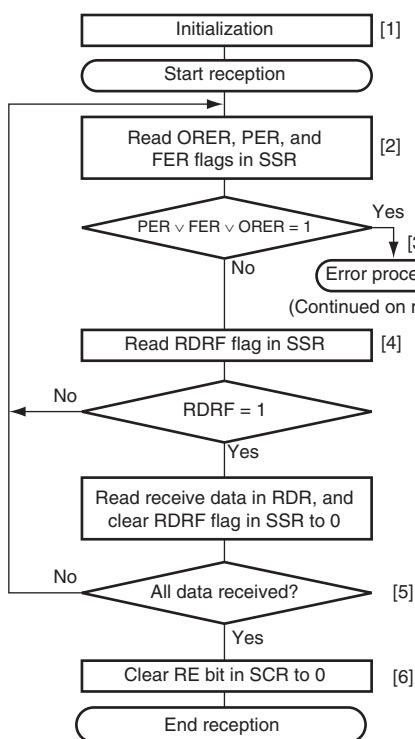 Initialization [1]
Start reception
Read ORER, PER, and
FER flags in SSR
[2]
PER ∨ FER ∨ ORER = 1
Yes
No
Error
(Continued on
Read RDRF flag in SSR [4]
RDRF = 1
No
Yes
Read receive data in RDR, and
clear RDRF flag in SSR to 0
No
All data received? [5]
Yes
Clear RE bit in SCR to 0 [6]
End reception